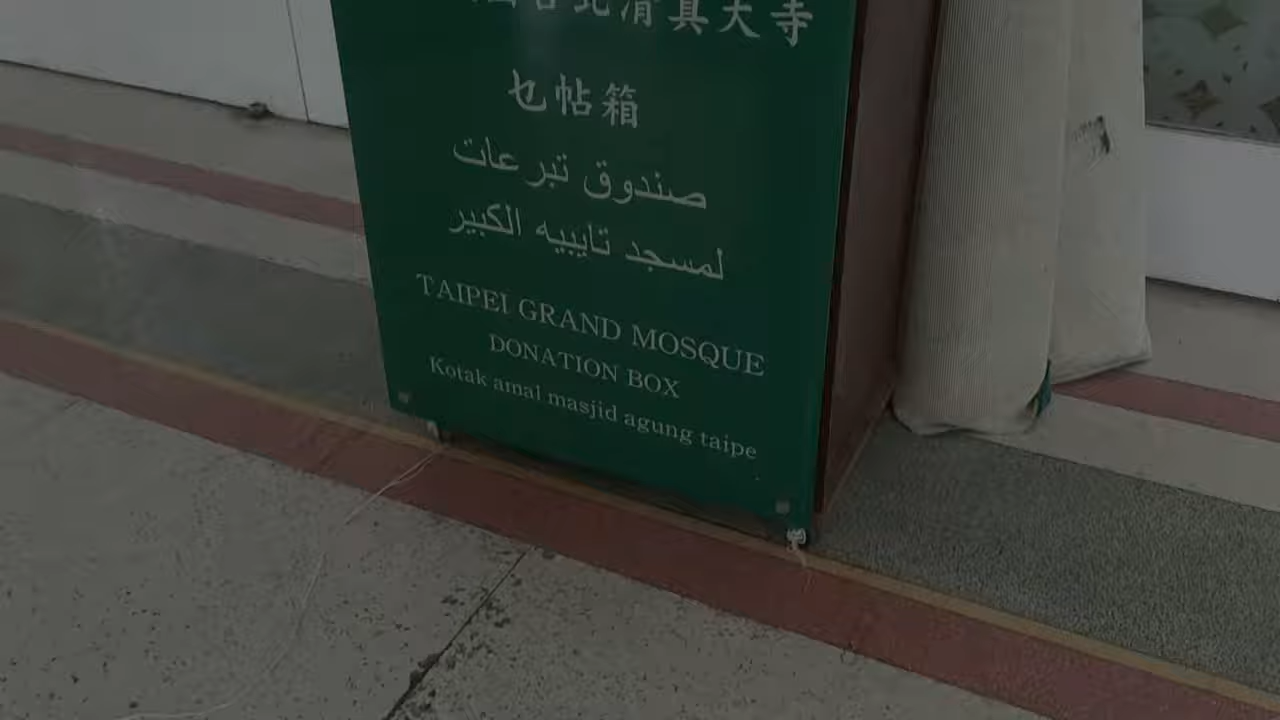 台北清真大寺
乜帖箱
صندوق تبرعات
لمسجد تايبيه الكبير
TAIPEI GRAND MOSQUE
DONATION BOX
Kotak amal masjid agung taipe